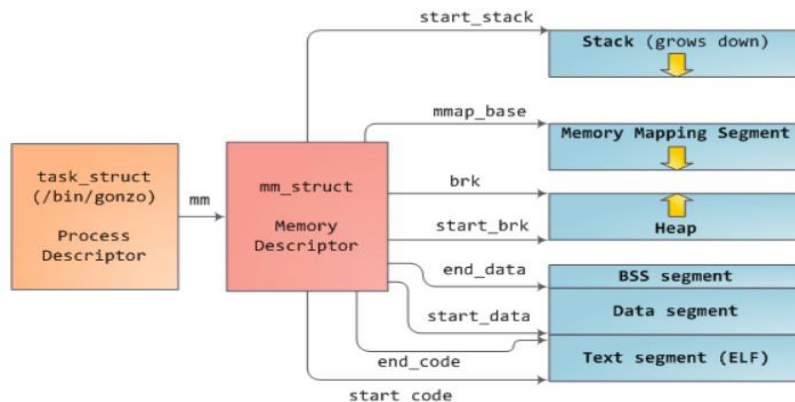 start_stack
Stack (grows down)
mmap_base
Memory Mapping Segment
task_struct
(/bin/gonzo)
Process
Descriptor
mm
mm_struct
Memory
Descriptor
brk
start_brk
Heap
end_data
BSS segment
start_data
Data segment
end_code
Text segment (ELF)
start code